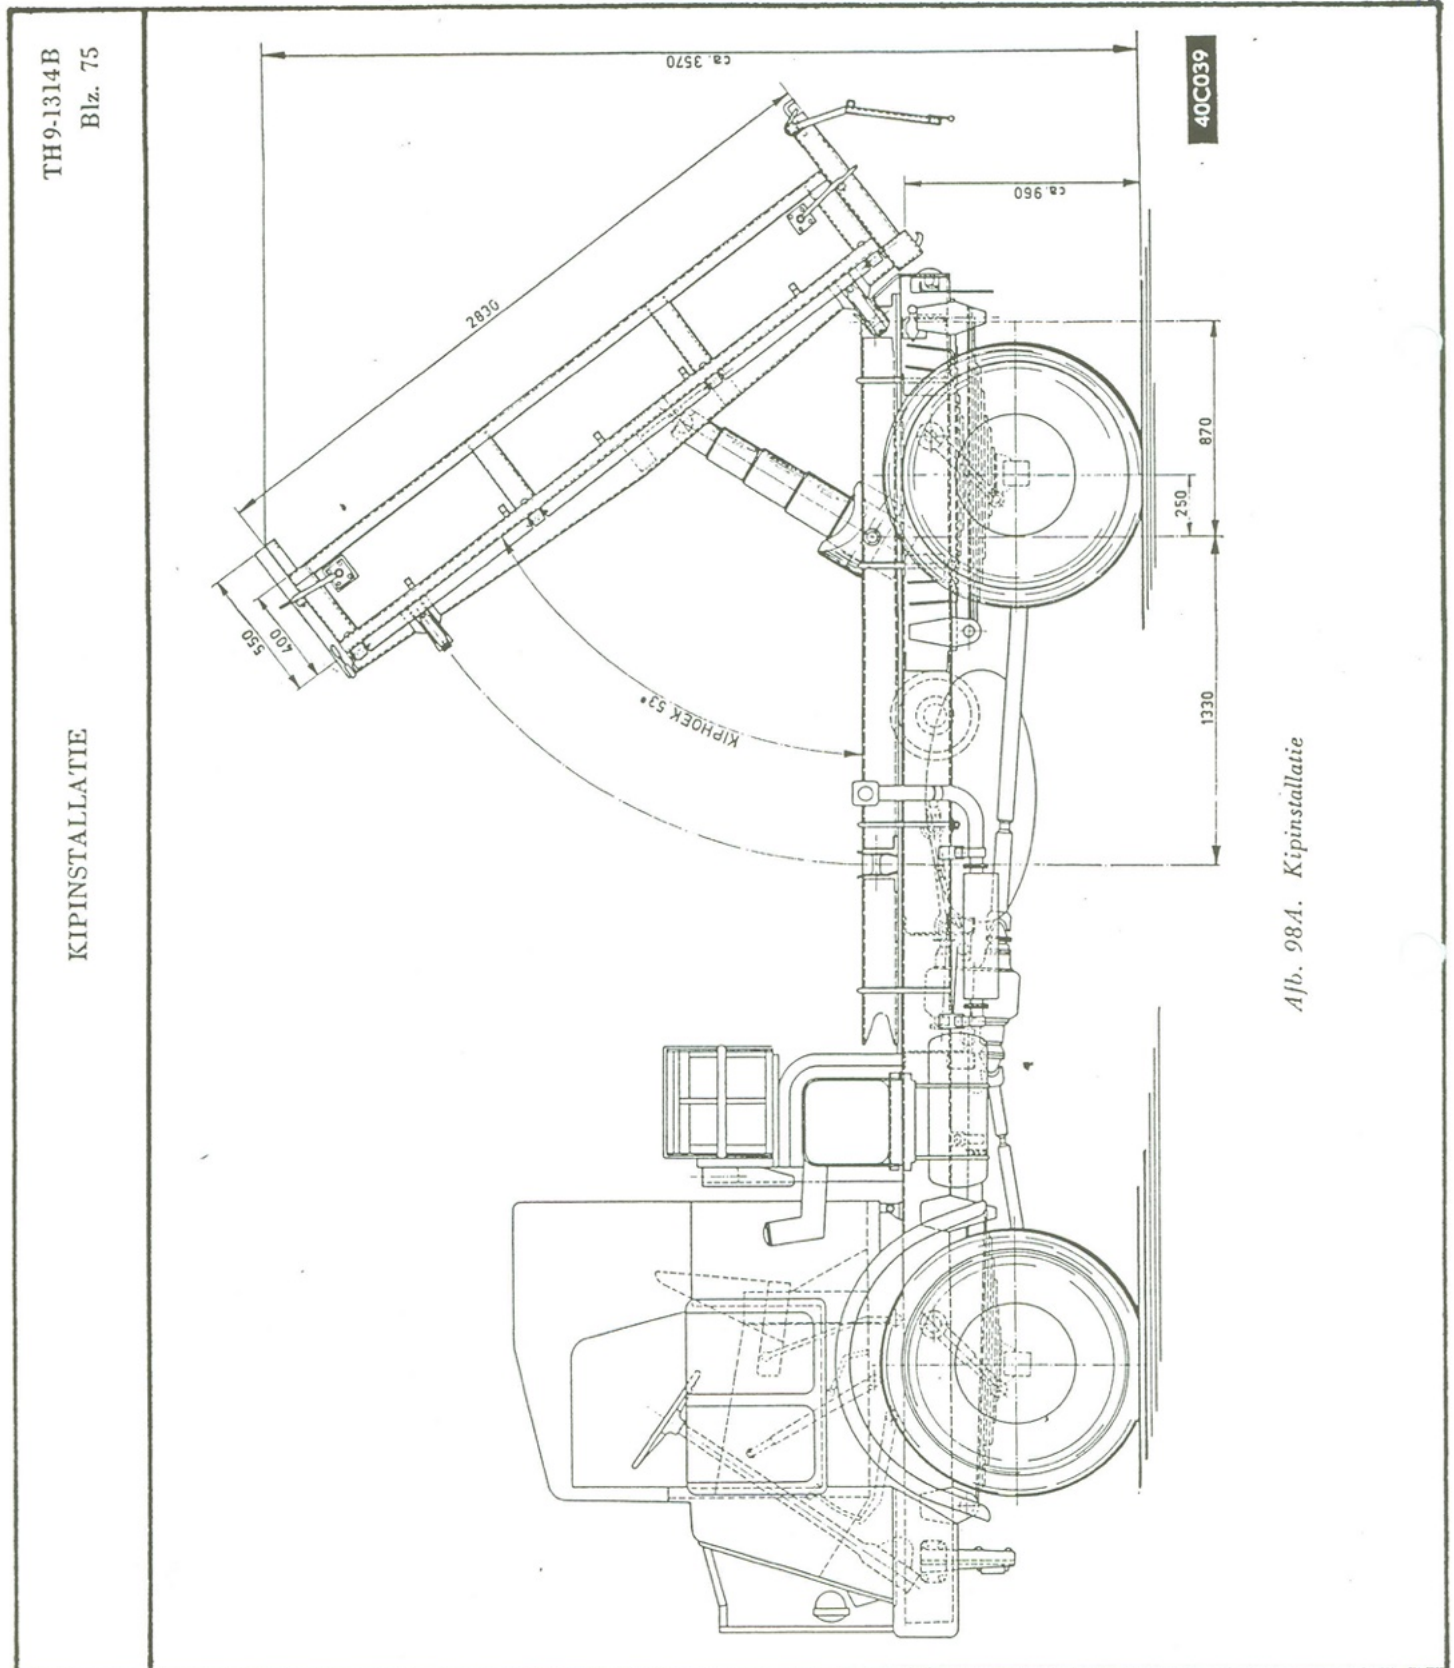 TH9-1314B
Blz. 75
KIPINSTALLATIE
ca. 3570
40C039
ca. 960
2830
870
250
550
400
KIPHOEK 53°
1330
Afb. 98A. Kipinstallatie